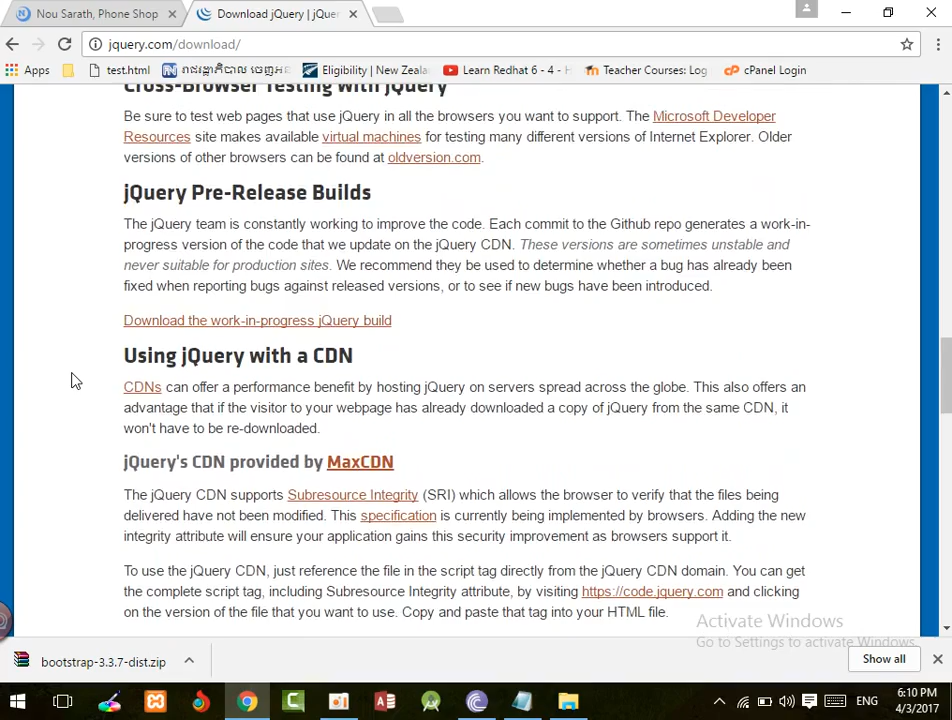 Nou Sarath, Phone Shop
Download jQuery | jQuer
jquery.com/download/
Apps
test.html
Eligibility | New Zeala
Learn Redhat 6 - 4 - H
Teacher Courses: Log
cPanel Login
Cross-Browser Testing with jQuery
Be sure to test web pages that use jQuery in all the browsers you want to support. The Microsoft Developer
Resources site makes available virtual machines for testing many different versions of Internet Explorer. Older
versions of other browsers can be found at oldversion.com.
jQuery Pre-Release Builds
The jQuery team is constantly working to improve the code. Each commit to the Github repo generates a work-in-
progress version of the code that we update on the jQuery CDN. These versions are sometimes unstable and
never suitable for production sites. We recommend they be used to determine whether a bug has already been
fixed when reporting bugs against released versions, or to see if new bugs have been introduced.
Download the work-in-progress jQuery build
Using jQuery with a CDN
CDNs can offer a performance benefit by hosting jQuery on servers spread across the globe. This also offers an
advantage that if the visitor to your webpage has already downloaded a copy of jQuery from the same CDN, it
won't have to be re-downloaded.
jQuery's CDN provided by MaxCDN
The jQuery CDN supports Subresource Integrity (SRI) which allows the browser to verify that the files being
delivered have not been modified. This specification is currently being implemented by browsers. Adding the new
integrity attribute will ensure your application gains this security improvement as browsers support it.
To use the jQuery CDN, just reference the file in the script tag directly from the jQuery CDN domain. You can get
the complete script tag, including Subresource Integrity attribute, by visiting https://code.jquery.com and clicking
on the version of the file that you want to use. Copy and paste that tag into your HTML file.
Activate Windows
Go to Settings to activate Windows.
bootstrap-3.3.7-dist.zip
Show all
ENG
6:10 PM
4/3/2017